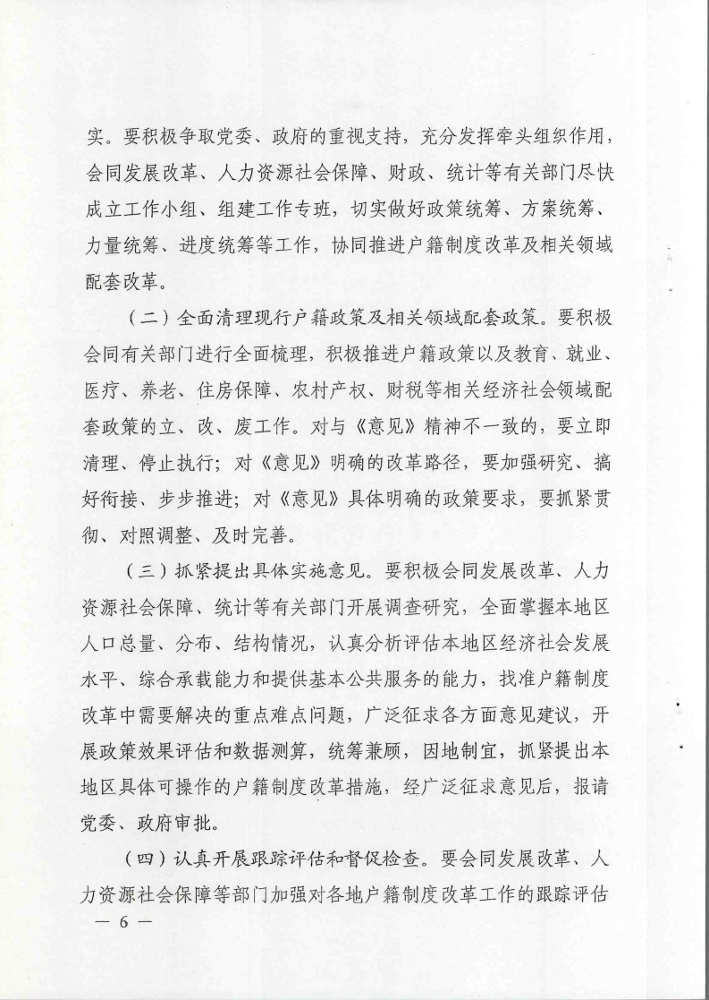 实。要积极争取党委、政府的重视支持，充分发挥牵头组织作用，
会同发展改革、人力资源社会保障、财政、统计等有关部门尽快
成立工作小组、组建工作专班，切实做好政策统筹、方案统筹、
力量统筹、进度统筹等工作，协同推进户籍制度改革及相关领域
配套改革。
（二）全面清理现行户籍政策及相关领域配套政策。要积极
会同有关部门进行全面梳理，积极推进户籍政策以及教育、就业、
医疗、养老、住房保障、农村产权、财税等相关经济社会领域配
套政策的立、改、废工作。对与《意见》精神不一致的，要立即
清理、停止执行；对《意见》明确的改革路径，要加强研究、搞
好衔接、步步推进；对《意见》具体明确的政策要求，要抓紧贯
彻、对照调整、及时完善。
（三）抓紧提出具体实施意见。要积极会同发展改革、人力
资源社会保障、统计等有关部门开展调查研究，全面掌握本地区
人口总量、分布、结构情况，认真分析评估本地区经济社会发展
水平、综合承载能力和提供基本公共服务的能力，找准户籍制度
改革中需要解决的重点难点问题，广泛征求各方面意见建议，开
展政策效果评估和数据测算，统筹兼顾，因地制宜，抓紧提出本
地区具体可操作的户籍制度改革措施，经广泛征求意见后，报请
党委、政府审批。
（四）认真开展跟踪评估和督促检查。要会同发展改革、人
力资源社会保障等部门加强对各地户籍制度改革工作的跟踪评估
— 6 —